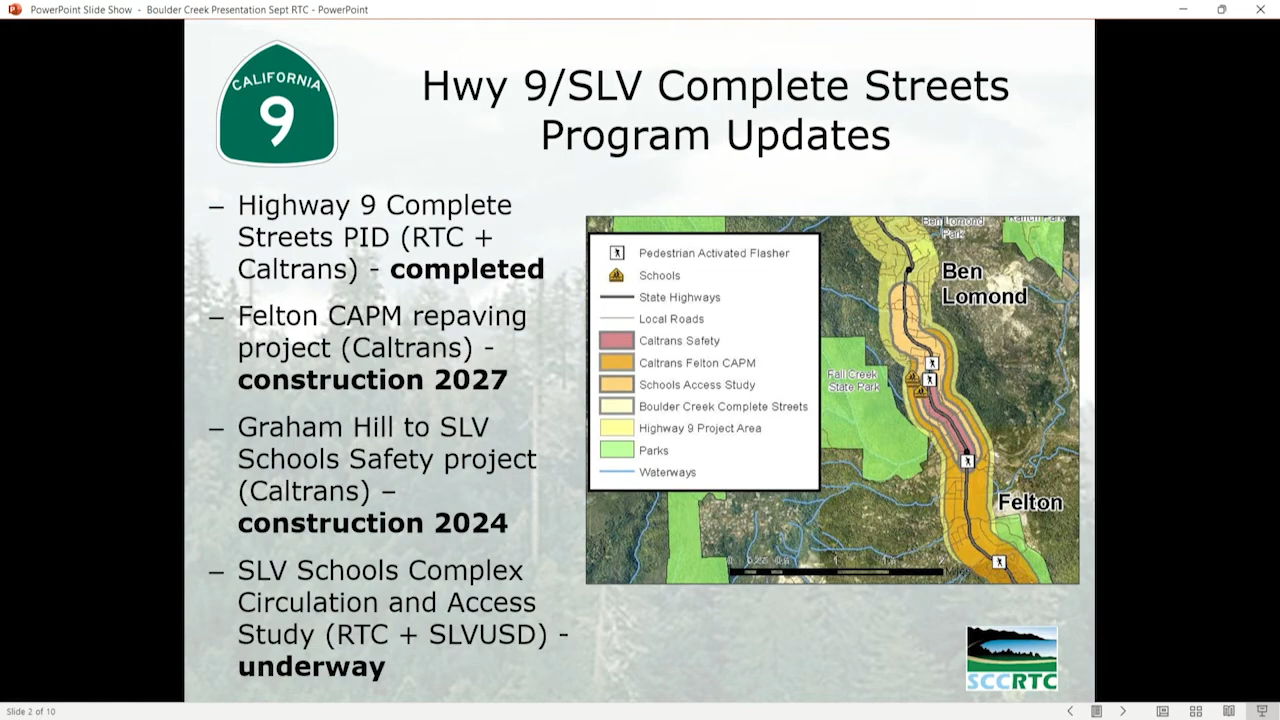 PowerPoint Slide Show - Boulder Creek Presentation Sept RTC - PowerPoint
CALIFORNIA
9
Hwy 9/SLV Complete Streets
Program Updates
– Highway 9 Complete
Streets PID (RTC +
Caltrans) - completed
– Felton CAPM repaving
project (Caltrans) -
construction 2027
– Graham Hill to SLV
Schools Safety project
(Caltrans) –
construction 2024
– SLV Schools Complex
Circulation and Access
Study (RTC + SLVUSD) -
underway
Pedestrian Activated Flasher
Schools
State Highways
Local Roads
Caltrans Safety
Caltrans Felton CAPM
Schools Access Study
Boulder Creek Complete Streets
Highway 9 Project Area
Parks
Waterways
Ben Lomond
Park
Ben
Lomond
Fall Creek
State Park
Felton
SCCRTC
Slide 2 of 10